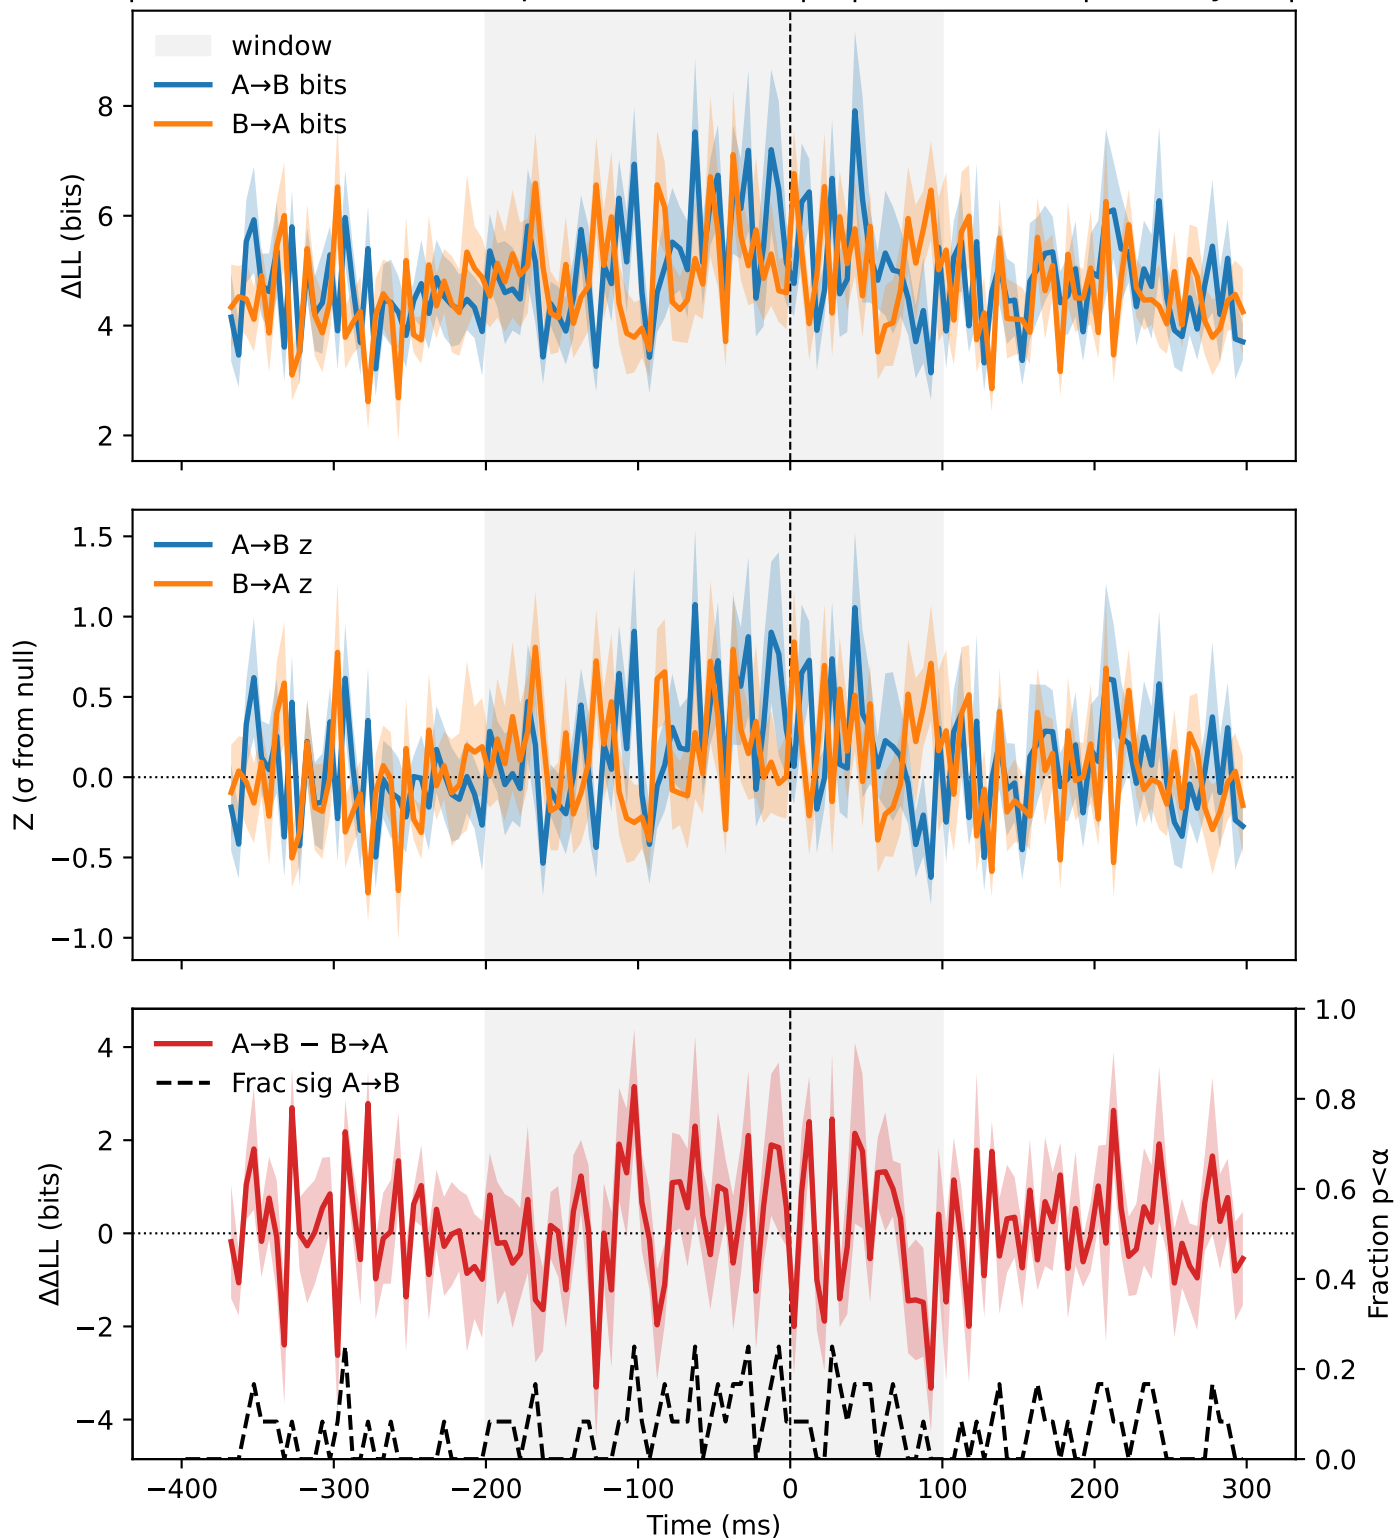 window
A→B bits
B→A bits
ΔLL (bits)
8
6
4
2
A→B z
B→A z
Z (σ from null)
1.5
1.0
0.5
0.0
−0.5
−1.0
A→B − B→A
Frac sig A→B
ΔΔLL (bits)
4
2
0
−2
−4
1.0
0.8
0.6
0.4
0.2
0.0
Fraction p<α
−400 −300 −200 −100 0 100 200 300
Time (ms)